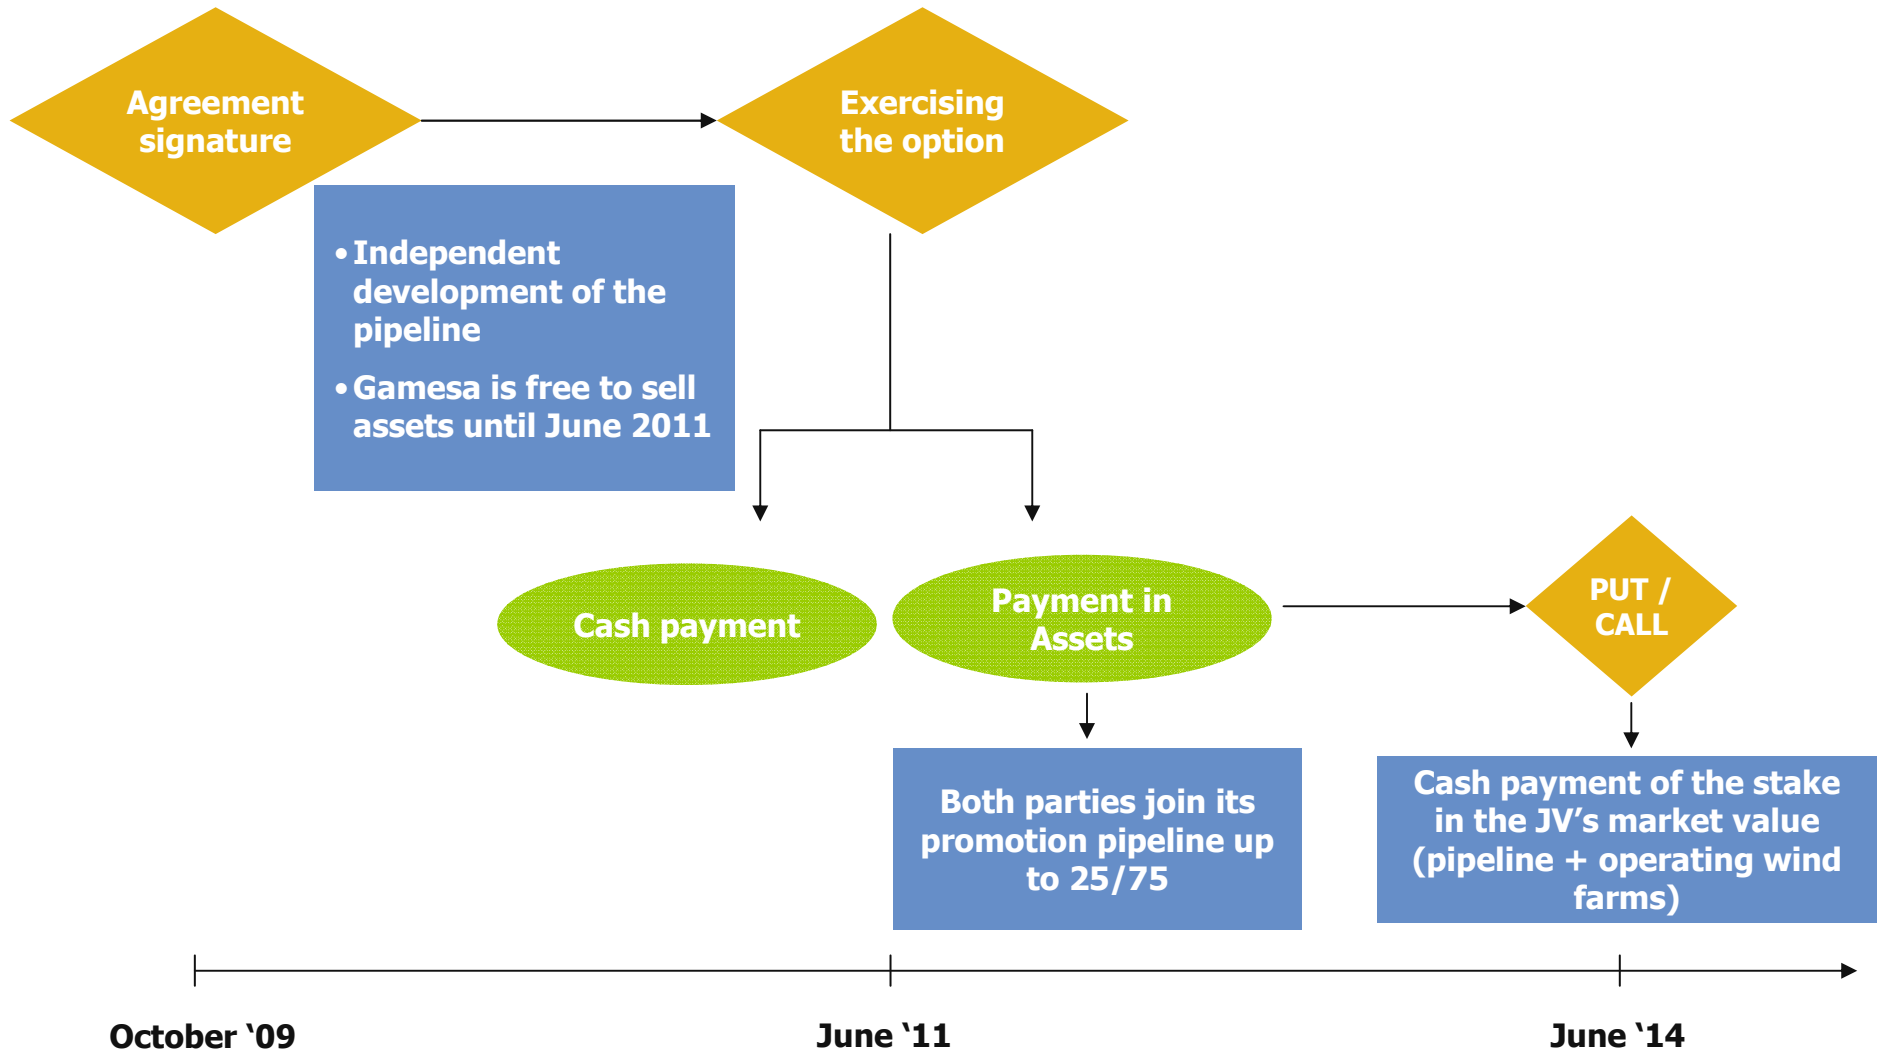 Agreement
signature
Exercising
the option
• Independent
development of the
pipeline
• Gamesa is free to sell
assets until June 2011
Cash payment
Payment in
Assets
PUT /
CALL
Both parties join its
promotion pipeline up
to 25/75
Cash payment of the stake
in the JV’s market value
(pipeline + operating wind
farms)
October ‘09
June ‘11
June ‘14